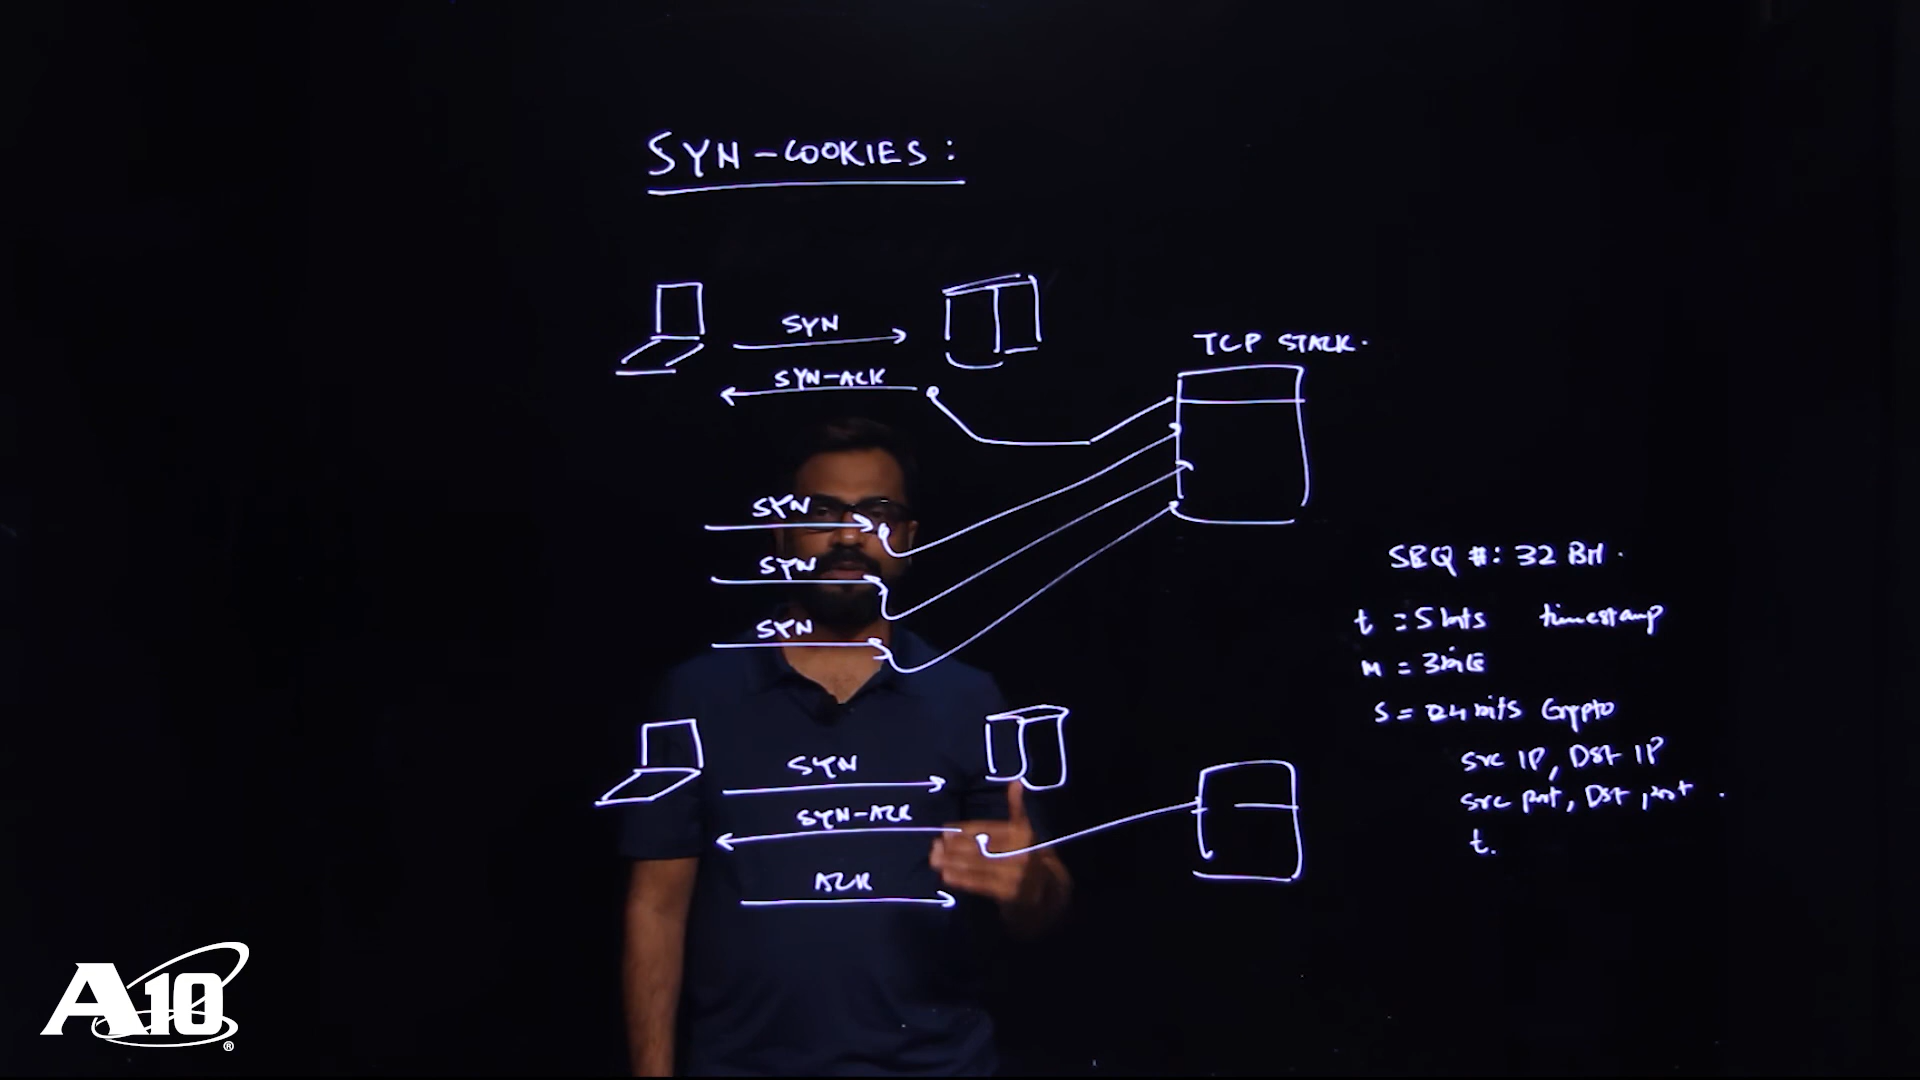 SYN-COOKIES:
SYN
SYN-ACK
TCP STACK.
SYN
SYN
SYN
SEQ #: 32 Bit.
t = 5 bits timestamp
M = 3 bits
S = 24 bits Crypto
Src IP, Dst IP
Src port, Dst port.
t.
SYN
SYN-ACK
ACK
A10®